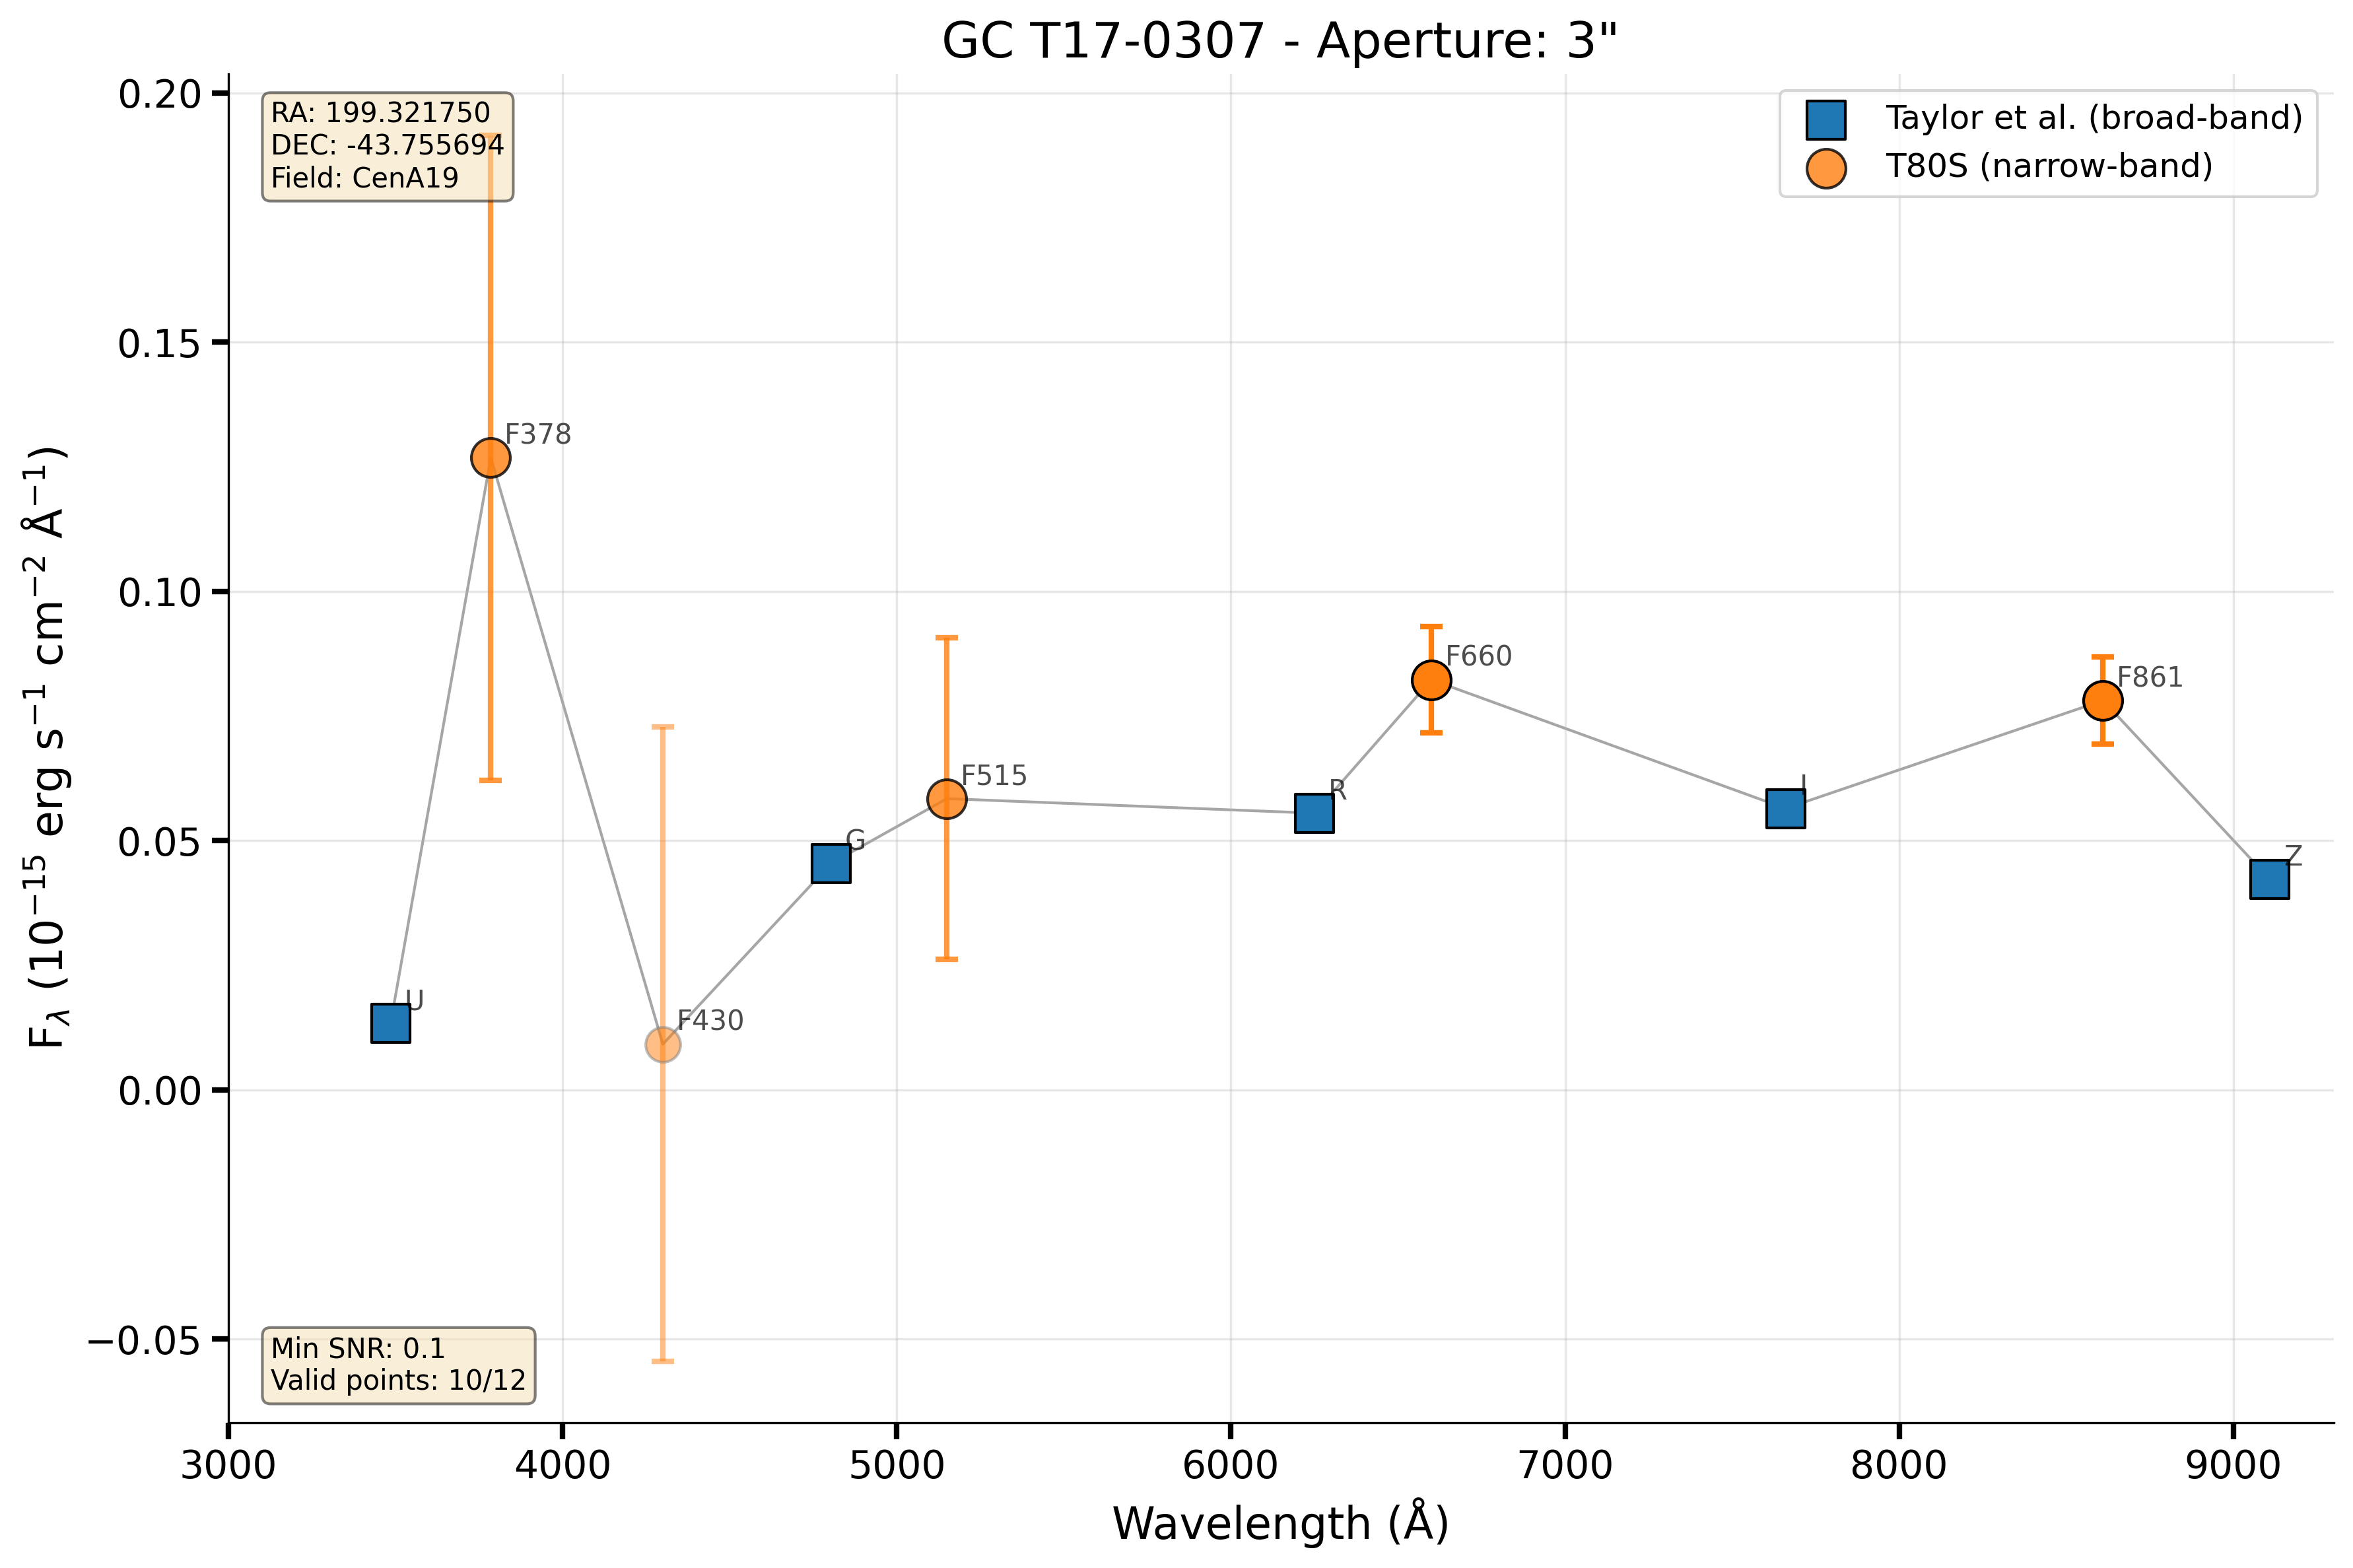 GC T17-0307 - Aperture: 3"
RA: 199.321750
DEC: -43.755694
Field: CenA19
Taylor et al. (broad-band)
T80S (narrow-band)
F_λ (10⁻¹⁵ erg s⁻¹ cm⁻² Å⁻¹)
0.20
0.15
0.10
0.05
0.00
−0.05
U
F378
F430
G
F515
R
F660
I
F861
Z
Min SNR: 0.1
Valid points: 10/12
3000 4000 5000 6000 7000 8000 9000
Wavelength (Å)